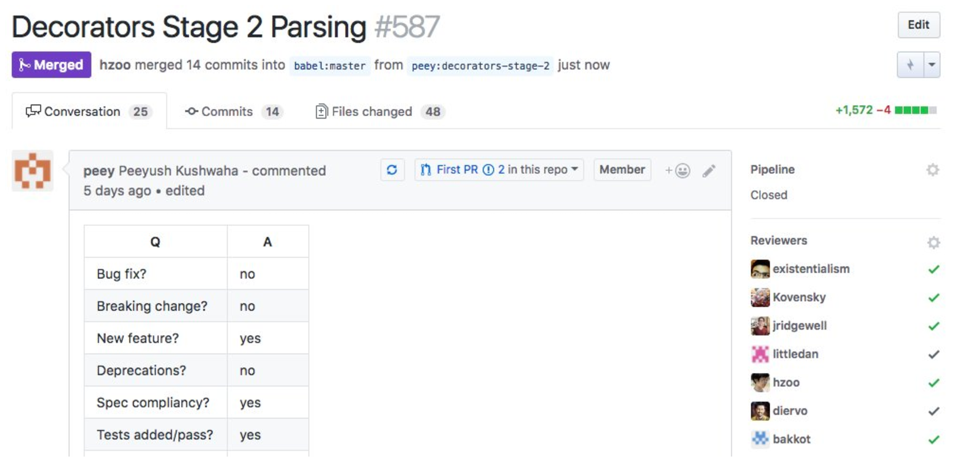 Decorators Stage 2 Parsing #587
Edit
Merged hzoo merged 14 commits into babel:master from peey:decorators-stage-2 just now
Conversation 25 Commits 14 Files changed 48
+1,572 −4
peey Peeyush Kushwaha - commented
5 days ago • edited
First PR 2 in this repo
Member
Q A
Bug fix? no
Breaking change? no
New feature? yes
Deprecations? no
Spec compliancy? yes
Tests added/pass? yes
Pipeline
Closed
Reviewers
existentialism
Kovensky
jridgewell
littledan
hzoo
diervo
bakkot